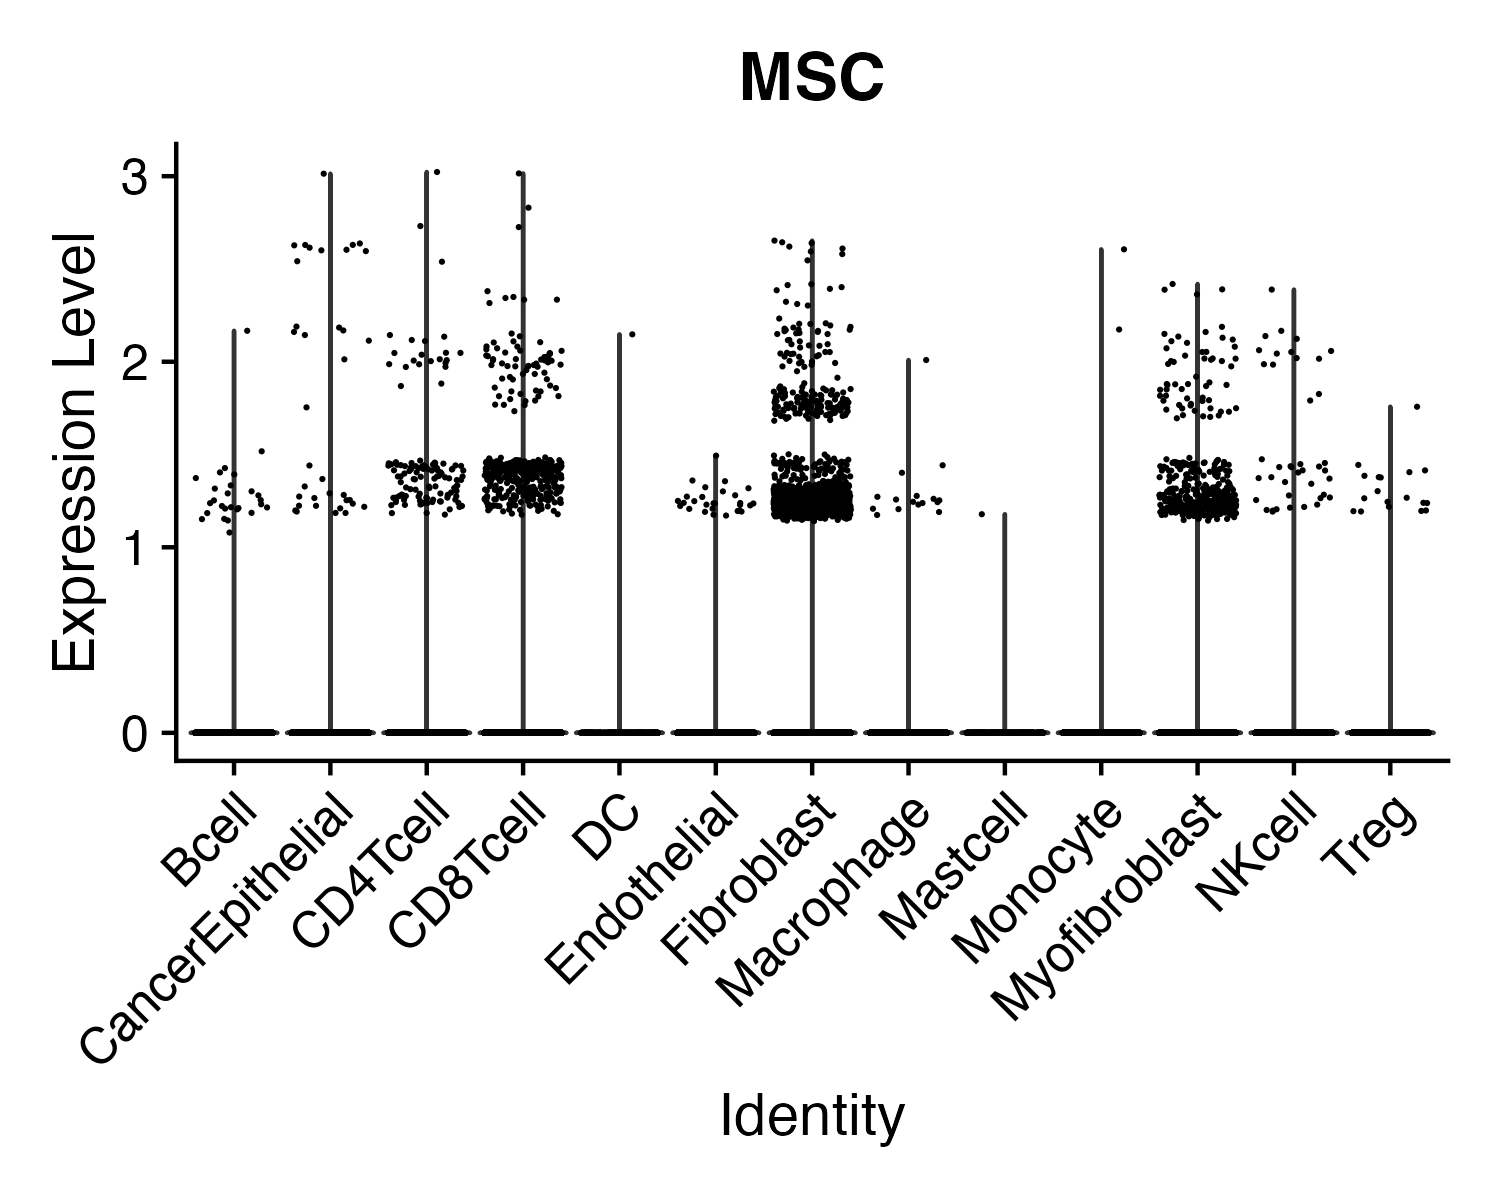 MSC
Expression Level
3
2
1
0
Bcell
CancerEpithelial
CD4Tcell
CD8Tcell
DC
Endothelial
Fibroblast
Macrophage
Mastcell
Monocyte
Myofibroblast
NKcell
Treg
Identity